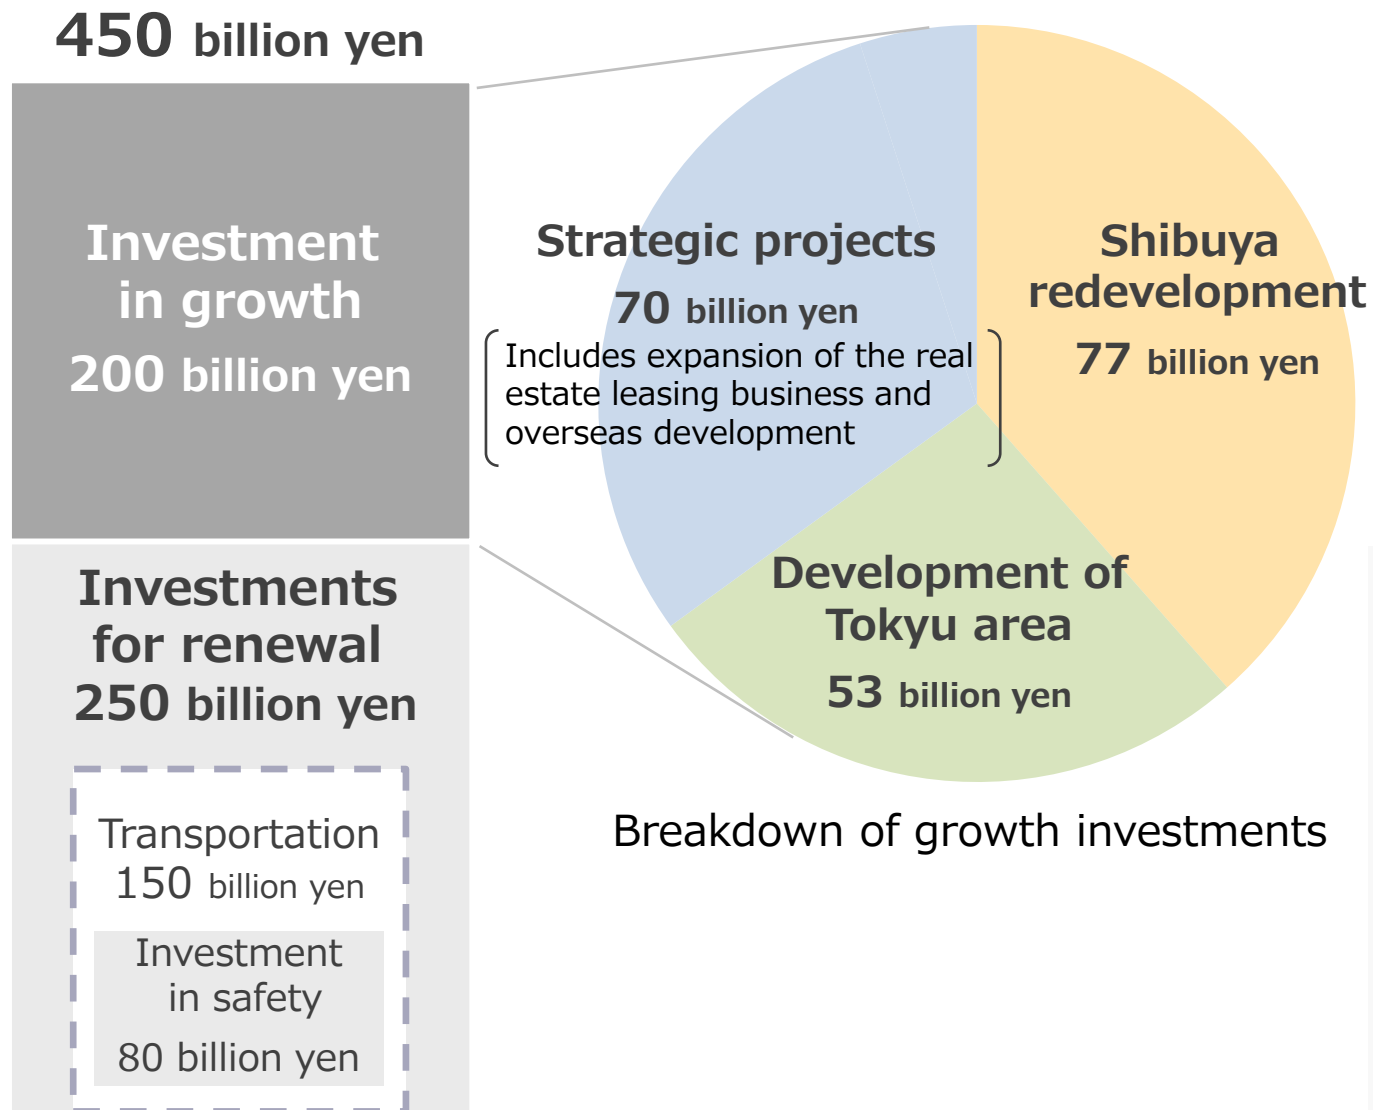 450 billion yen
Investment
in growth
200 billion yen
Investments
for renewal
250 billion yen
Transportation
150 billion yen
Investment
in safety
80 billion yen
Strategic projects
70 billion yen
Includes expansion of the real
estate leasing business and
overseas development
Shibuya
redevelopment
77 billion yen
Development of
Tokyu area
53 billion yen
Breakdown of growth investments